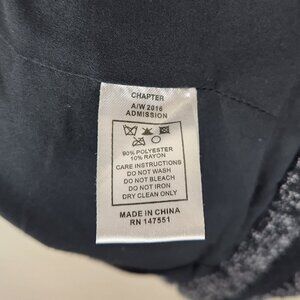 CHAPTER
A/W 2016
ADMISSION
90% POLYESTER
10% RAYON
CARE INSTRUCTIONS
DO NOT WASH
DO NOT BLEACH
DO NOT IRON
DRY CLEAN ONLY
MADE IN CHINA
RN 147551